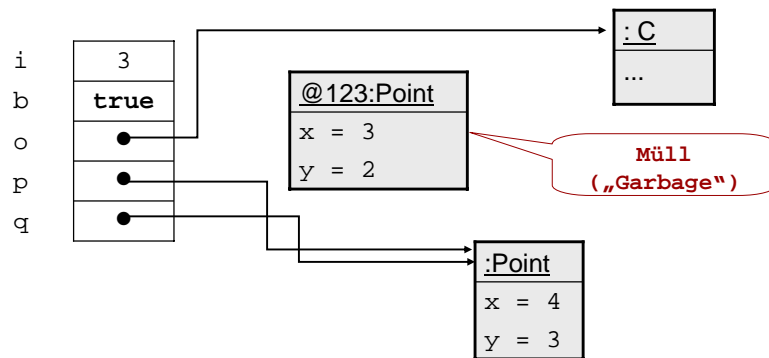 i 3
b true
o
p
q
: C
...
@123:Point
x = 3
y = 2
Müll
(„Garbage“)
:Point
x = 4
y = 3